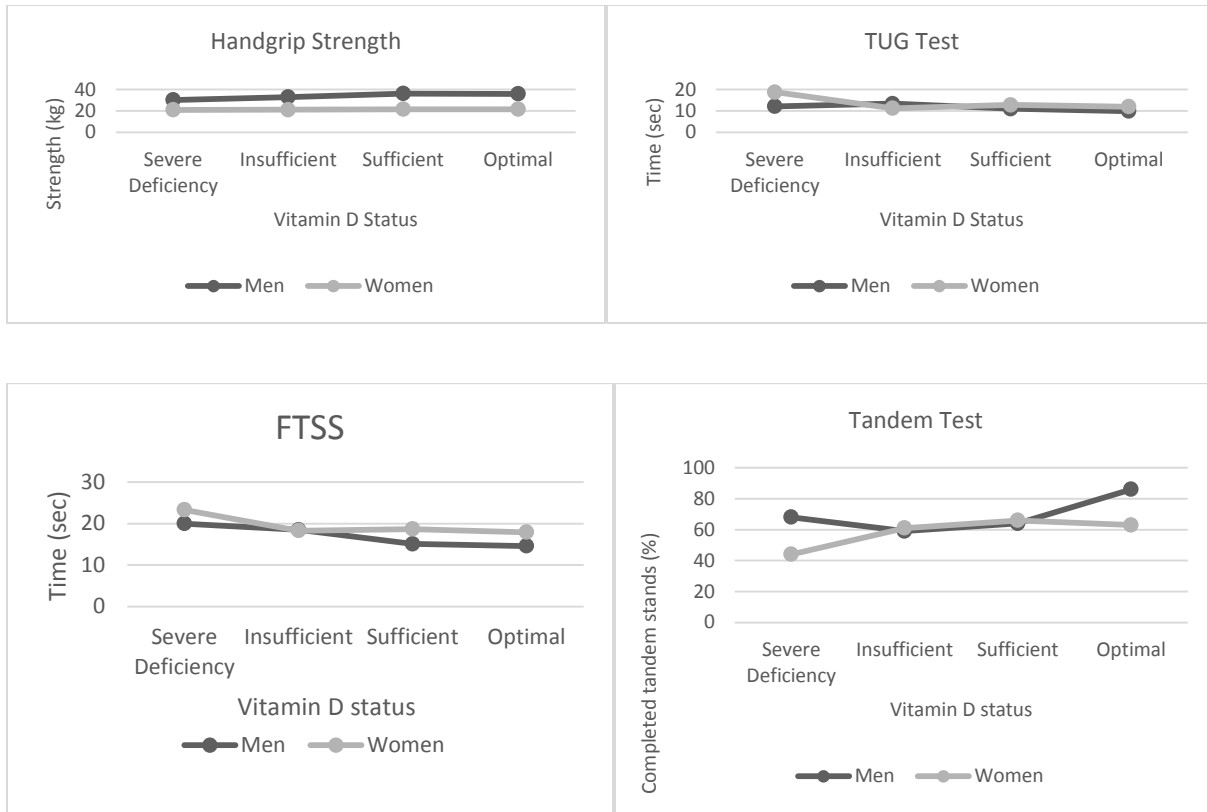 Handgrip Strength
Strength (kg)
40
20
0
Severe
Deficiency
Insufficient
Sufficient
Optimal
Vitamin D Status
Men
Women
TUG Test
Time (sec)
20
10
0
Severe
Deficiency
Insufficient
Sufficient
Optimal
Vitamin D Status
Men
Women
FTSS
Time (sec)
30
20
10
0
Severe
Deficiency
Insufficient
Sufficient
Optimal
Vitamin D status
Men
Women
Tandem Test
Completed tandem stands (%)
100
80
60
40
20
0
Severe
Deficiency
Insufficient
Sufficient
Optimal
Vitamin D status
Men
Women